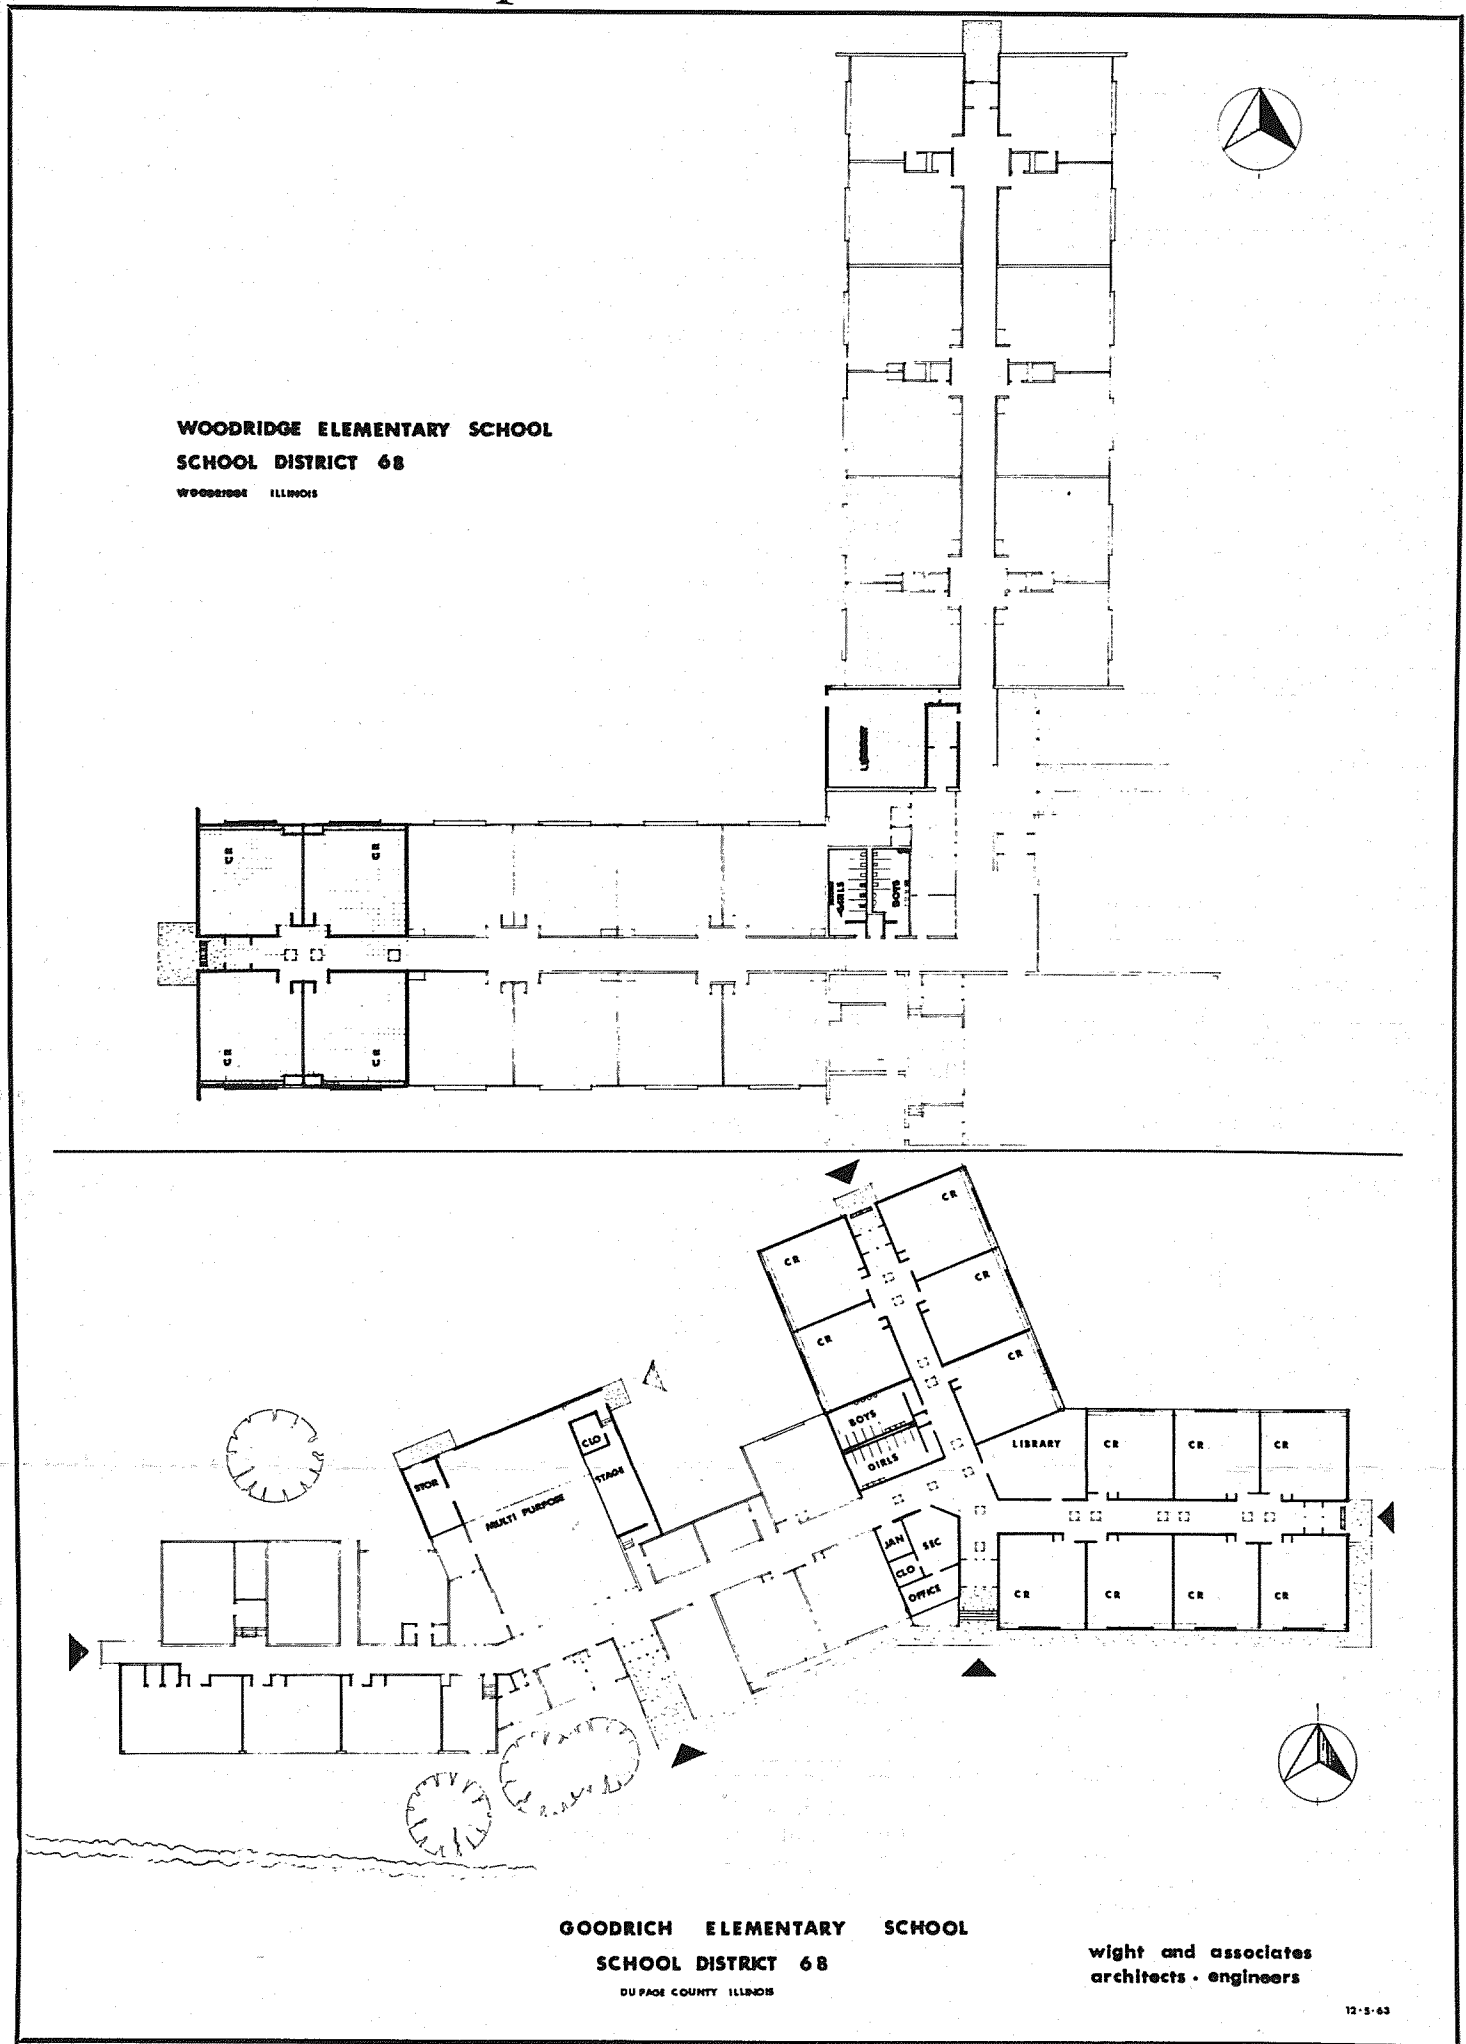 WOODRIDGE ELEMENTARY SCHOOL
SCHOOL DISTRICT 68
WOODRIDGE ILLINOIS
LIBRARY
CR
CR
GIRLS
BOYS
CR
CR
CR
CR
CR
CR
CR
BOYS
GIRLS
LIBRARY
CR
CR
CR
CLO
STOR
STAGE
MULTI PURPOSE
JAN
SEC
CLO
OFFICE
CR
CR
CR
CR
GOODRICH ELEMENTARY SCHOOL
SCHOOL DISTRICT 68
DU PAGE COUNTY ILLINOIS
wight and associates
architects · engineers
12-5-63